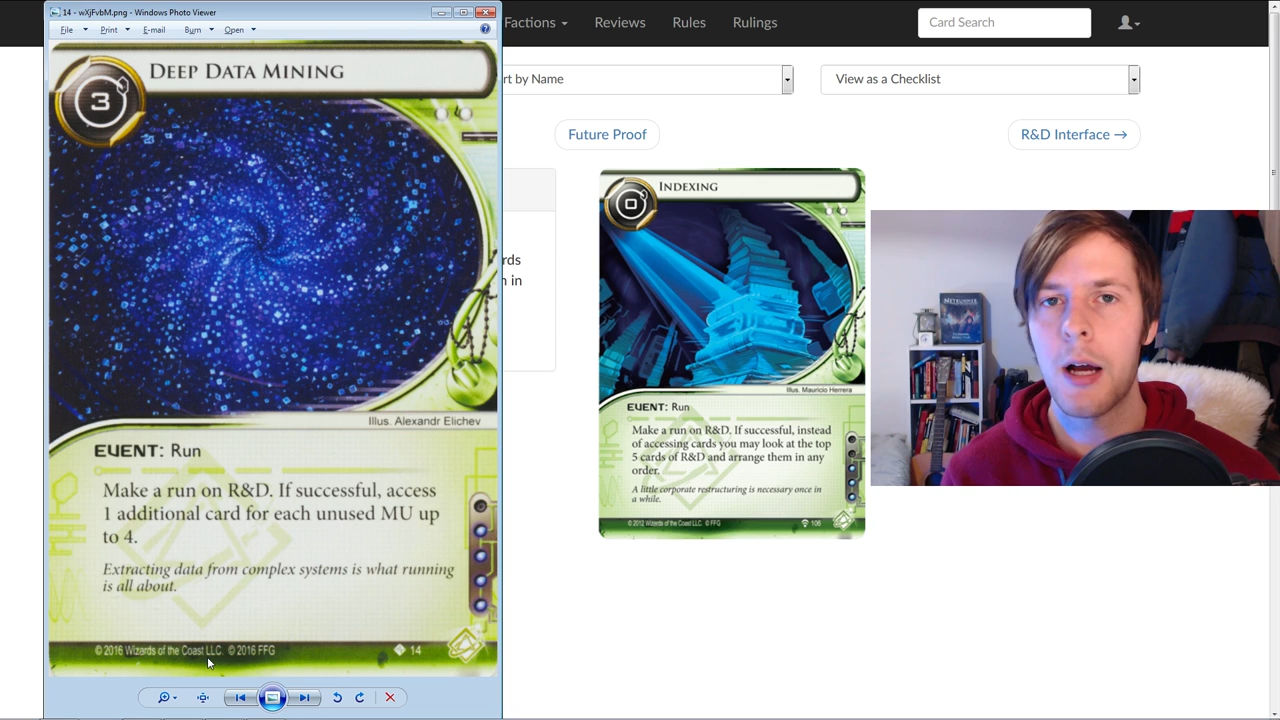 14 - wXjFvbM.png - Windows Photo Viewer
File Print E-mail Burn Open
DEEP DATA MINING
3
Illus. Alexandr Elichev
EVENT: Run
Make a run on R&D. If successful, access
1 additional card for each unused MU up
to 4.
Extracting data from complex systems is what running
is all about.
© 2016 Wizards of the Coast LLC. © 2016 FFG
14
Factions Reviews Rules Rulings
Card Search
rt by Name
View as a Checklist
Future Proof
R&D Interface →
rds
n in
INDEXING
0
Illus. Mauricio Herrera
EVENT: Run
Make a run on R&D. If successful, instead
of accessing cards you may look at the top
5 cards of R&D and arrange them in any
order.
A little corporate restructuring is necessary once in
a while.
© 2012 Wizards of the Coast LLC. © FFG
106
NETRUNNER